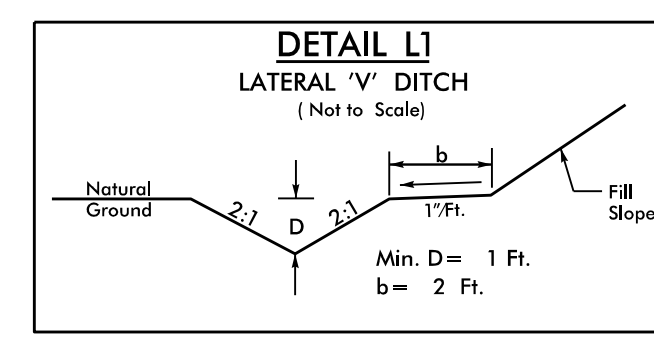 DETAIL L1
LATERAL 'V' DITCH
( Not to Scale)
b
Natural
Ground
2:1
D
2:1
1"/Ft.
Fill
Slope
Min. D= 1 Ft.
b= 2 Ft.